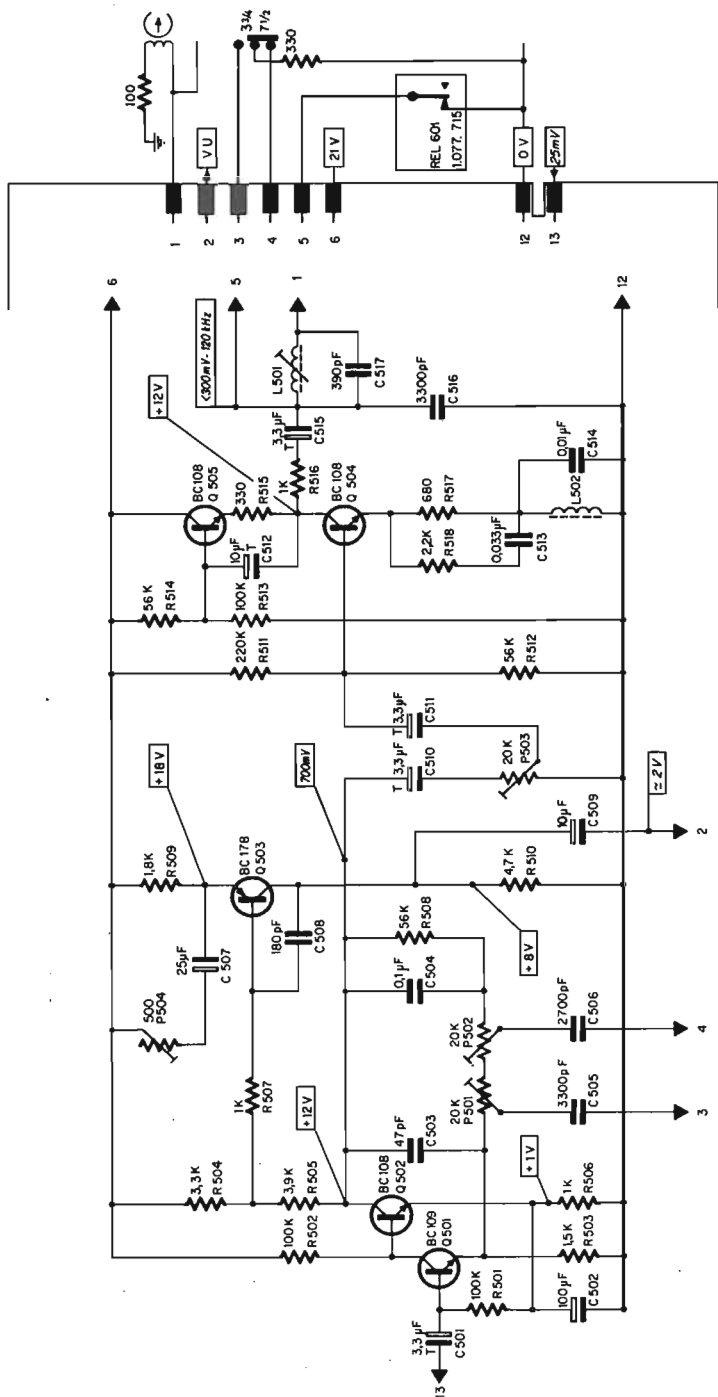 100
3 3/4
7 1/2
330
REL 601
1.077.715
VU
21 V
0 V
25mV
1
2
3
4
5
6
12
13
6
5
1
12
<300mV-120kHz
L501
390pF
C517
3300pF
C516
+12V
3,3µF
T
C515
1K
R516
BC108
Q505
330
R515
BC108
Q504
680
R517
0,01µF
C514
L502
10µF
T
C512
2,2K
R518
0,033µF
C513
56K
R514
100K
R513
220K
R511
56K
R512
T 3,3µF
C511
T 3,3µF
C510
20K
P503
+18V
700mV
≈2V
1,8K
R509
BC178
Q503
10µF
C509
2
4,7K
R510
+8V
180pF
C508
56K
R508
25µF
C507
0,1µF
C504
500
P504
20K
P502
2700pF
C506
4
20K
P501
3300pF
C505
3
1K
R507
+12V
47pF
C503
3,3K
R504
3,9K
R505
BC108
Q502
+1V
1K
R506
100K
R502
BC109
Q501
1,5K
R503
100K
R501
100µF
C502
3,3µF
T
C501
13